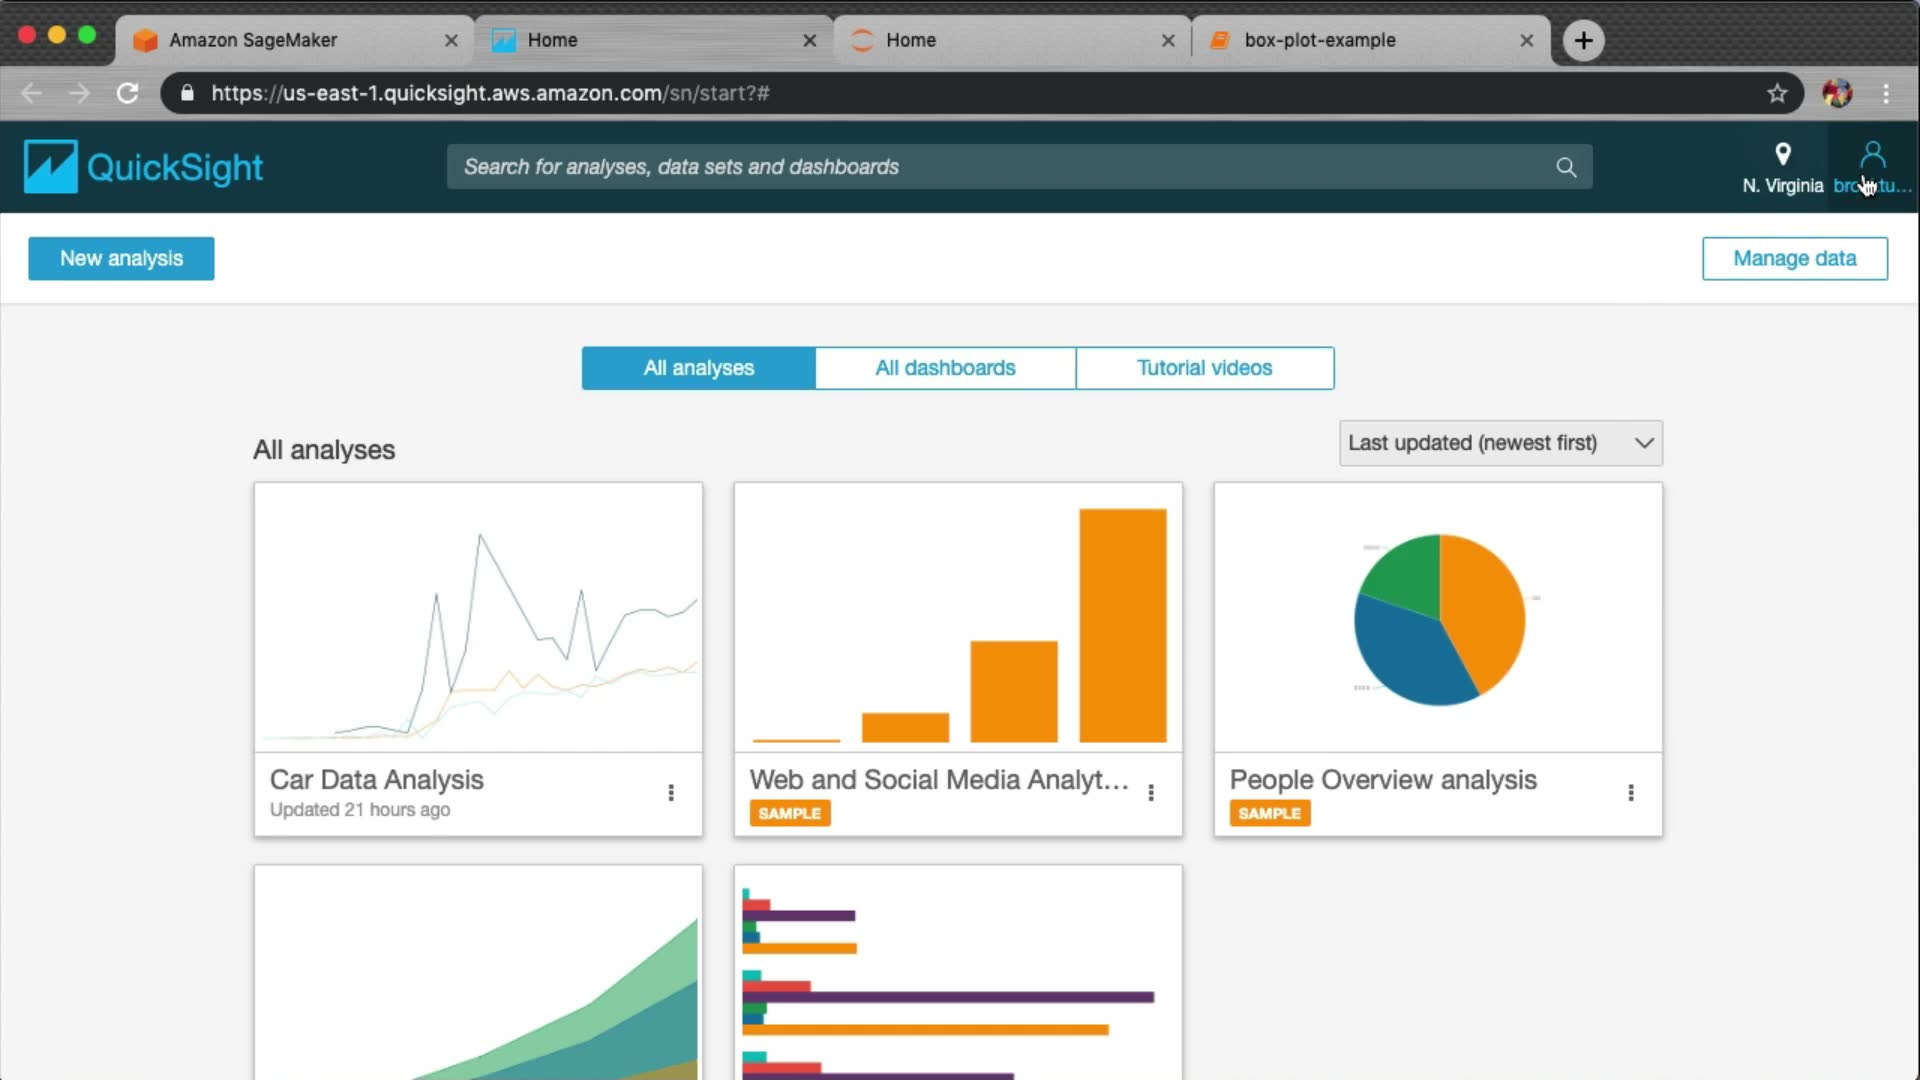 Amazon SageMaker
Home
Home
box-plot-example
https://us-east-1.quicksight.aws.amazon.com/sn/start?#
QuickSight
Search for analyses, data sets and dashboards
N. Virginia
New analysis
Manage data
All analyses
All dashboards
Tutorial videos
All analyses
Last updated (newest first)
Car Data Analysis
Updated 21 hours ago
Web and Social Media Analyt...
SAMPLE
People Overview analysis
SAMPLE